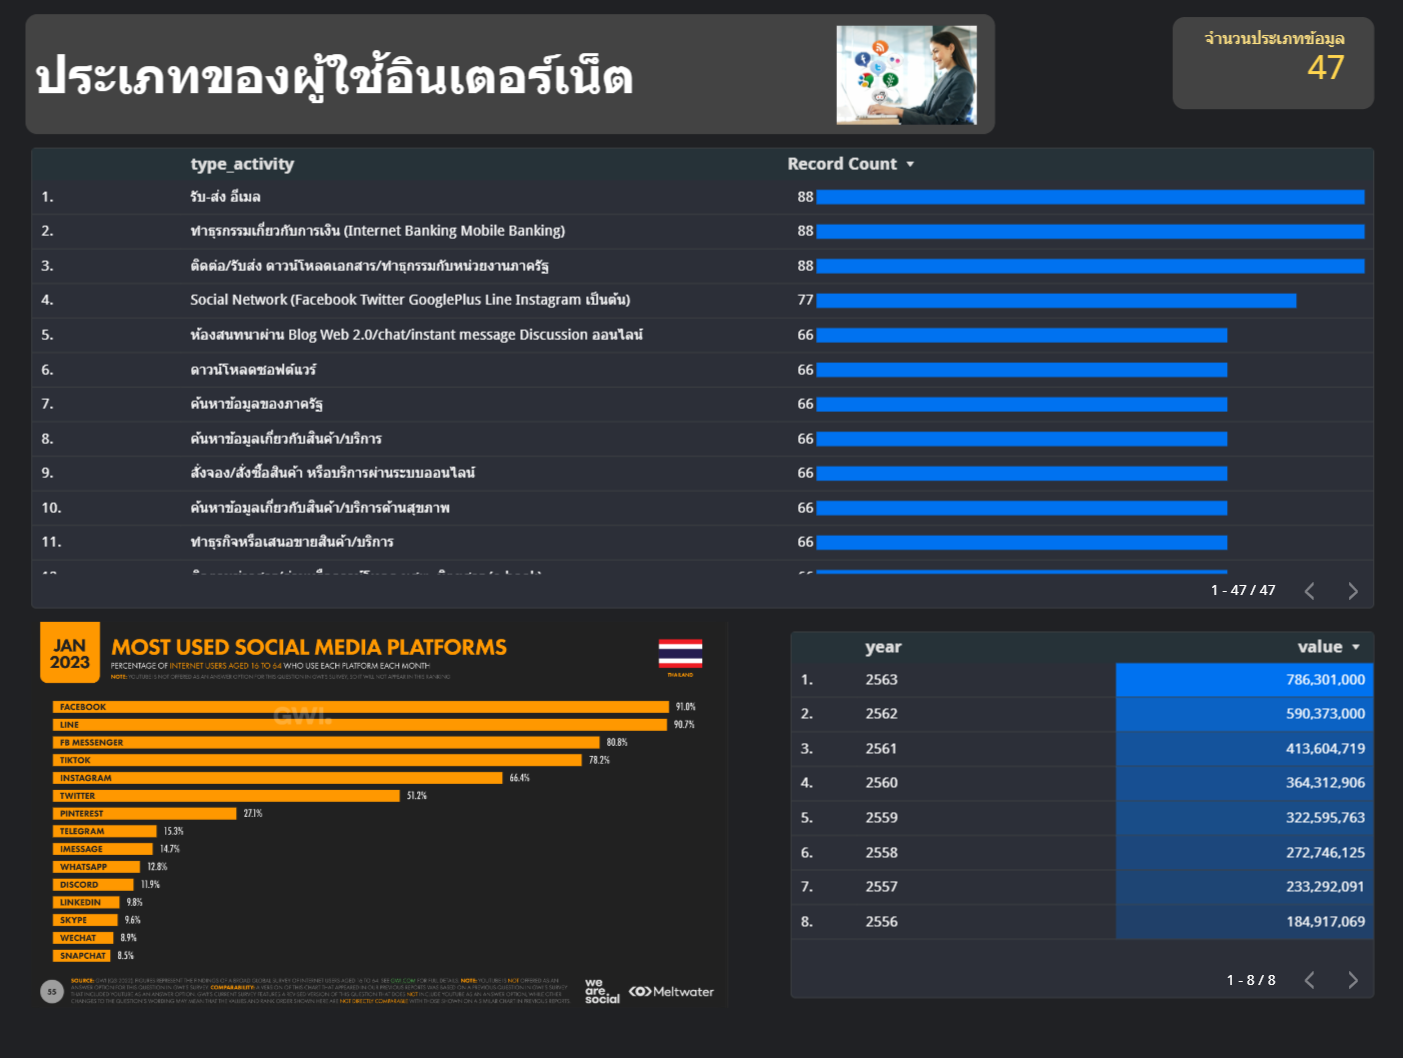 ประเภทของผู้ใช้อินเตอร์เน็ต
จำนวนประเภทข้อมูล
47
type_activity Record Count
1. รับ-ส่ง อีเมล 88
2. ทำธุรกรรมเกี่ยวกับการเงิน (Internet Banking Mobile Banking) 88
3. ติดต่อ/รับส่ง ดาวน์โหลดเอกสาร/ทำธุกรรมกับหน่วยงานภาครัฐ 88
4. Social Network (Facebook Twitter GooglePlus Line Instagram เป็นต้น) 77
5. ห้องสนทนาผ่าน Blog Web 2.0/chat/instant message Discussion ออนไลน์ 66
6. ดาวน์โหลดซอฟต์แวร์ 66
7. ค้นหาข้อมูลของภาครัฐ 66
8. ค้นหาข้อมูลเกี่ยวกับสินค้า/บริการ 66
9. สั่งจอง/สั่งซื้อสินค้า หรือบริการผ่านระบบออนไลน์ 66
10. ค้นหาข้อมูลเกี่ยวกับสินค้า/บริการด้านสุขภาพ 66
11. ทำธุรกิจหรือเสนอขายสินค้า/บริการ 66
1 - 47 / 47
JAN
2023
MOST USED SOCIAL MEDIA PLATFORMS
PERCENTAGE OF INTERNET USERS AGED 16 TO 64 WHO USE EACH PLATFORM EACH MONTH
NOTE: YOUTUBE IS NOT OFFERED AS AN ANSWER OPTION FOR THIS QUESTION IN GWI'S SURVEY, SO IT WILL NOT APPEAR IN THIS RANKING
THAILAND
GWI.
FACEBOOK 91.0%
LINE 90.7%
FB MESSENGER 80.8%
TIKTOK 78.2%
INSTAGRAM 66.4%
TWITTER 51.2%
PINTEREST 27.1%
TELEGRAM 15.3%
IMESSAGE 14.7%
WHATSAPP 12.8%
DISCORD 11.9%
LINKEDIN 9.8%
SKYPE 9.6%
WECHAT 8.9%
SNAPCHAT 8.5%
55
we
are.
social
Meltwater
year value
1. 2563 786,301,000
2. 2562 590,373,000
3. 2561 413,604,719
4. 2560 364,312,906
5. 2559 322,595,763
6. 2558 272,746,125
7. 2557 233,292,091
8. 2556 184,917,069
1 - 8 / 8